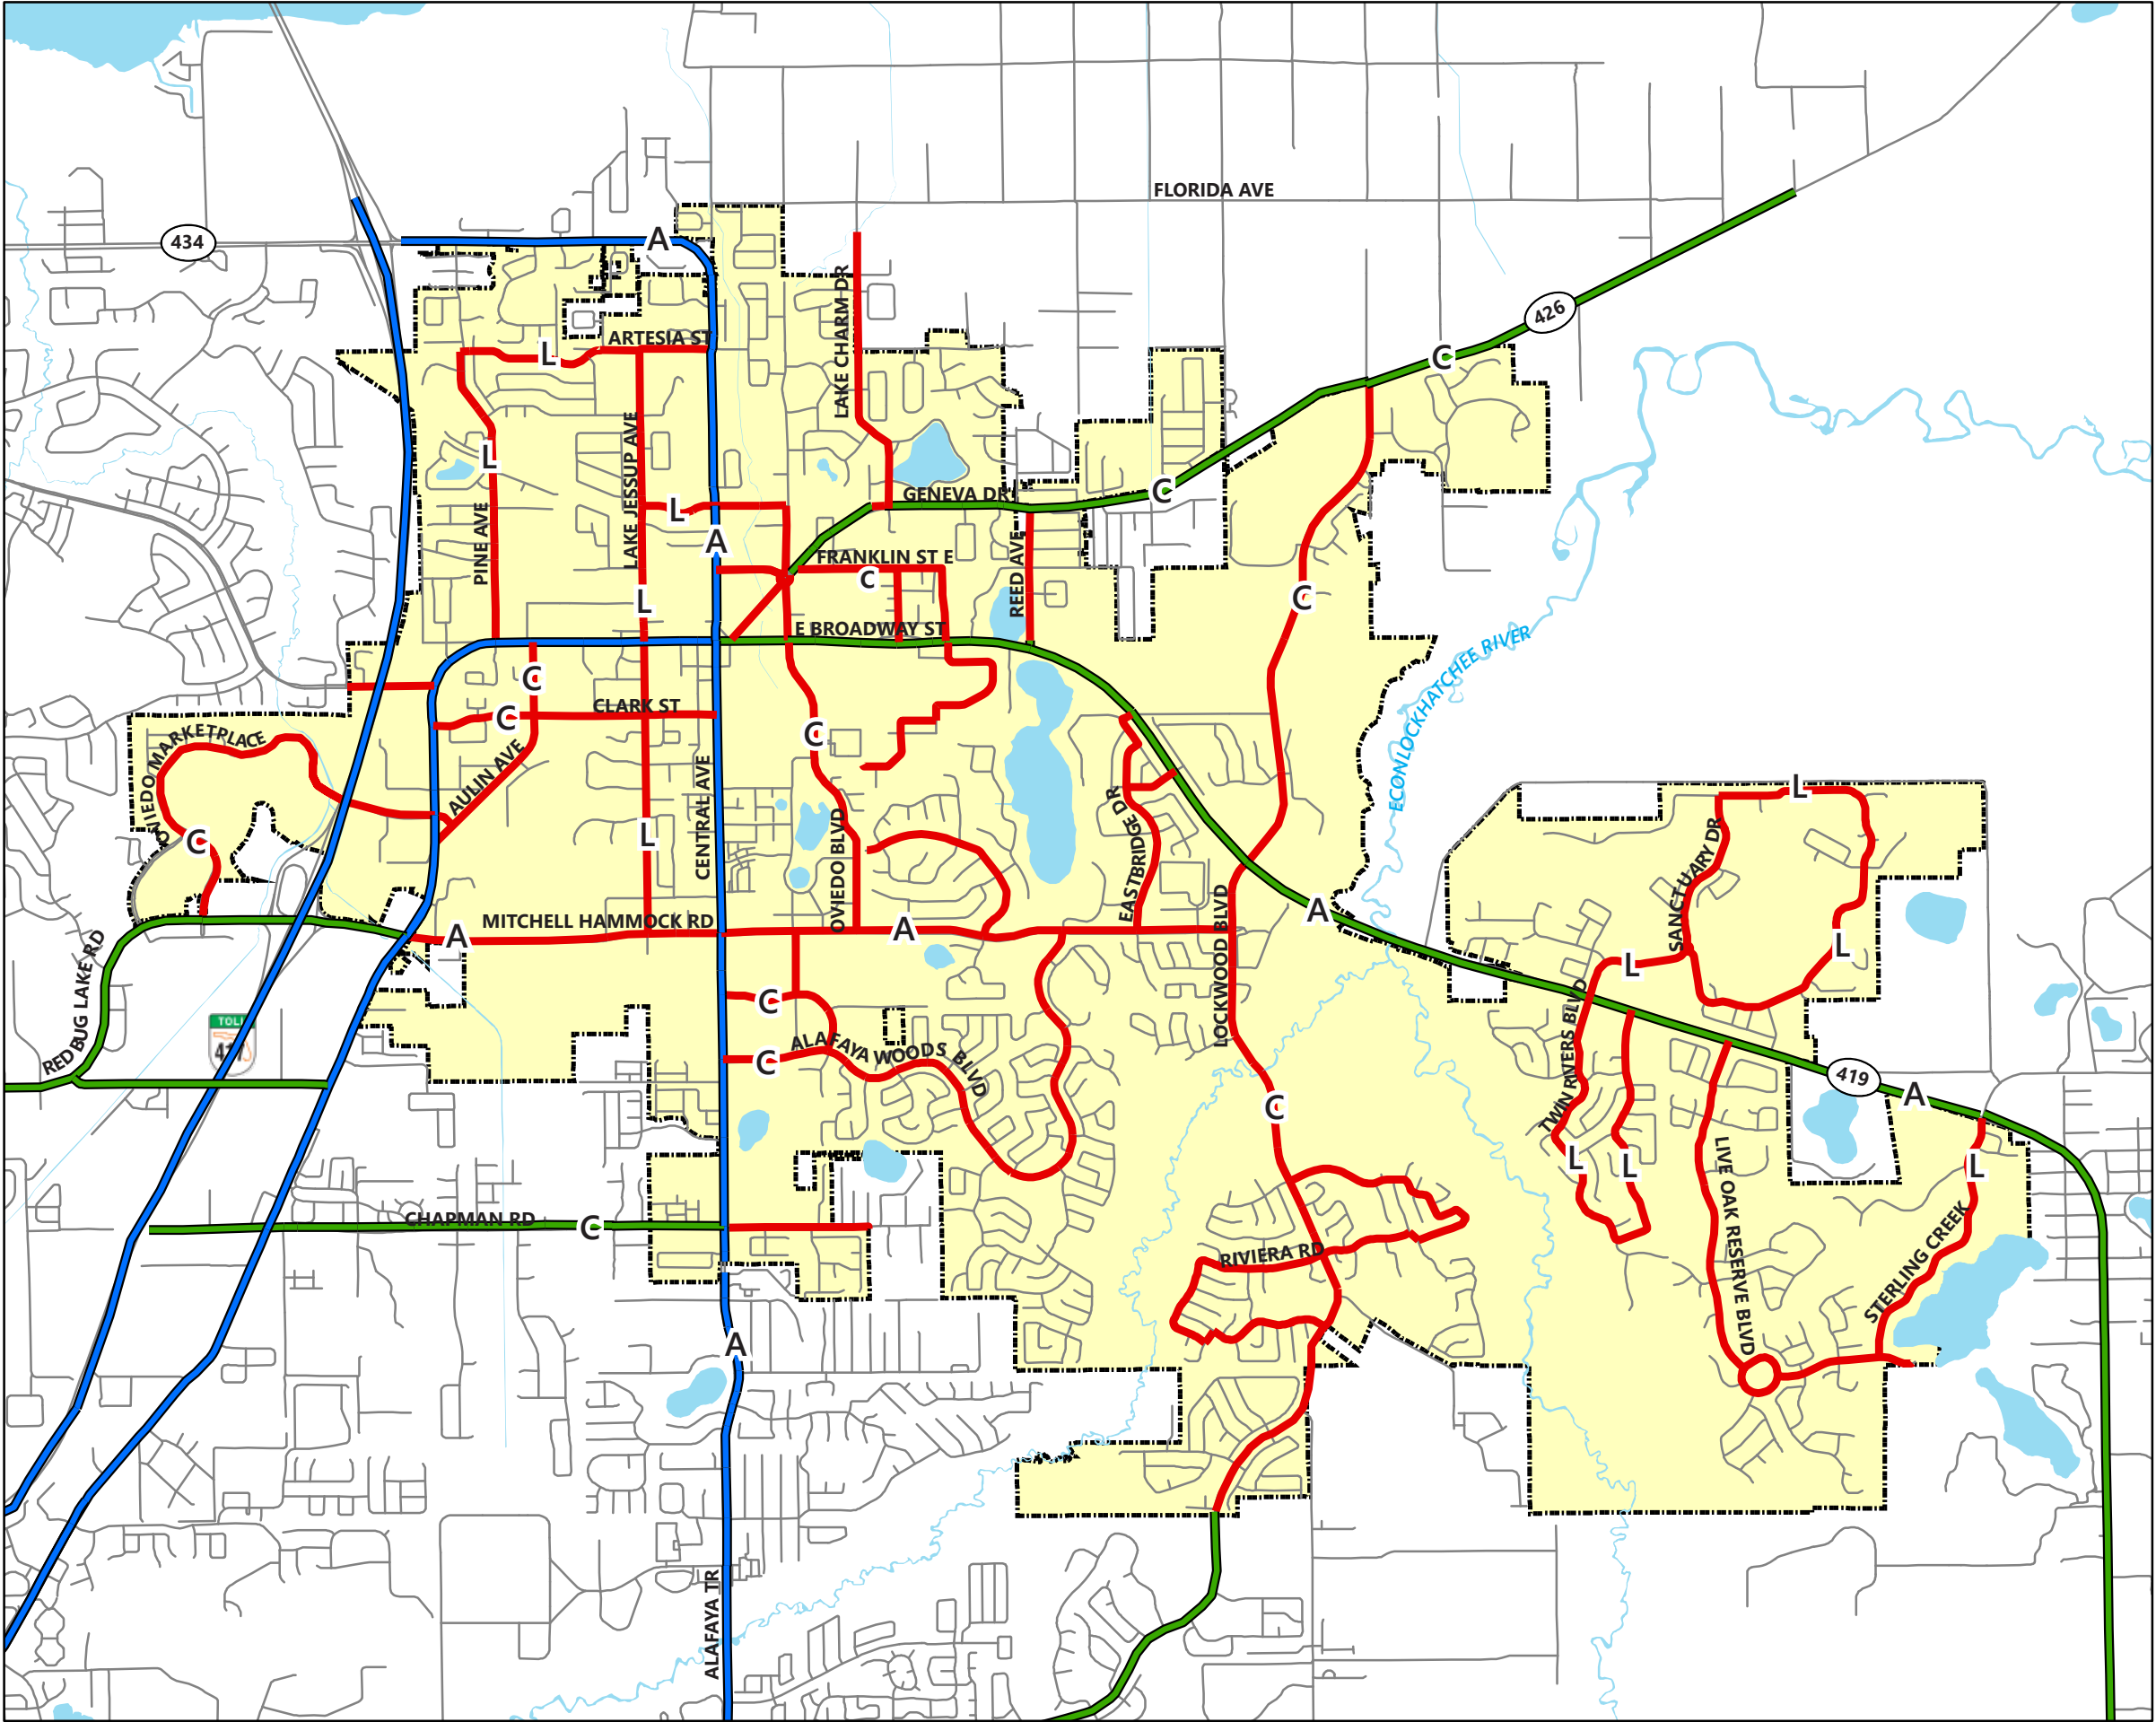 FLORIDA AVE
434
A
426
LAKE CHARM DR
ARTESIA ST
L
C
LAKE JESSUP AVE
L
GENEVA DR
C
L
PINE AVE
A
FRANKLIN ST E
C
REED AVE
L
C
E BROADWAY ST
ECONLOCKHATCHEE RIVER
C
CLARK ST
C
C
OVIEDO MARKETPLACE
AULIN AVE
CENTRAL AVE
C
L
OVIEDO BLVD
EASTBRIDGE DR
L
SANCTUARY DR
LOCKWOOD BLVD
A
MITCHELL HAMMOCK RD
A
A
L
L
RED BUG LAKE RD
TOLL
417
C
C
ALAFAYA WOODS BLVD
TWIN RIVERS BLVD
419
A
C
L
L
L
LIVE OAK RESERVE BLVD
CHAPMAN RD
C
RIVIERA RD
STERLING CREEK
A
ALAFAYA TR